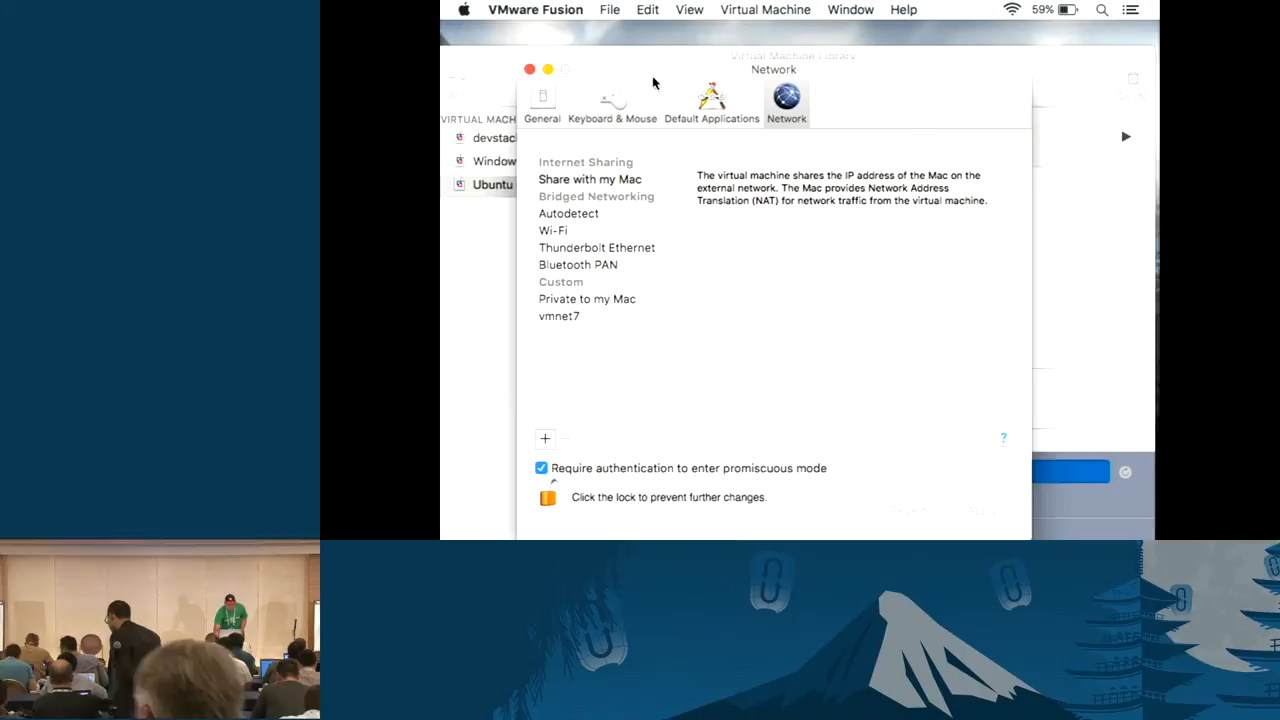 VMware Fusion File Edit View Virtual Machine Window Help 59%
Virtual Machine Library
Network
General Keyboard & Mouse Default Applications Network
VIRTUAL MACH
devstac
Window
Ubuntu
Internet Sharing
Share with my Mac
Bridged Networking
Autodetect
Wi-Fi
Thunderbolt Ethernet
Bluetooth PAN
Custom
Private to my Mac
vmnet7
The virtual machine shares the IP address of the Mac on the
external network. The Mac provides Network Address
Translation (NAT) for network traffic from the virtual machine.
+
?
Require authentication to enter promiscuous mode
Click the lock to prevent further changes.